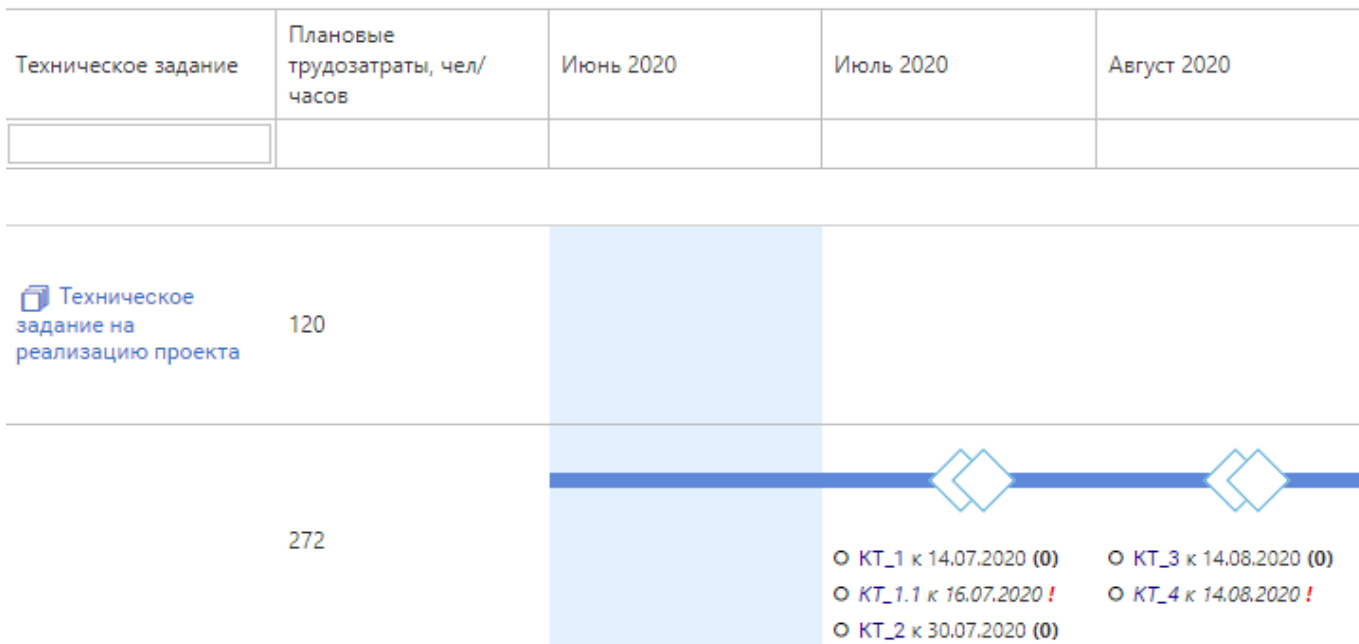 Техническое задание
Плановые
трудозатраты, чел/
часов
Июнь 2020
Июль 2020
Август 2020
Техническое
задание на
реализацию проекта
120
272
КТ_1 к 14.07.2020 (0)
КТ_1.1 к 16.07.2020 !
КТ_2 к 30.07.2020 (0)
КТ_3 к 14.08.2020 (0)
КТ_4 к 14.08.2020 !